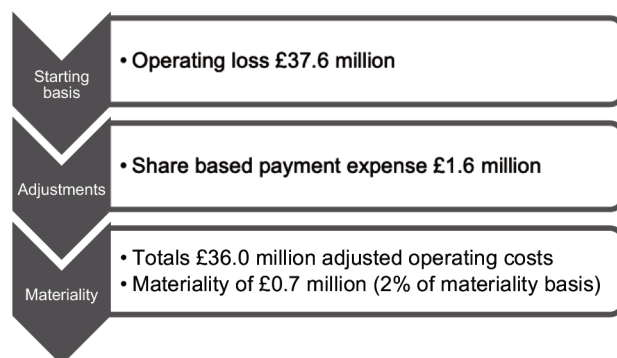 Starting
basis
• Operating loss £37.6 million
Adjustments
• Share based payment expense £1.6 million
Materiality
• Totals £36.0 million adjusted operating costs
• Materiality of £0.7 million (2% of materiality basis)